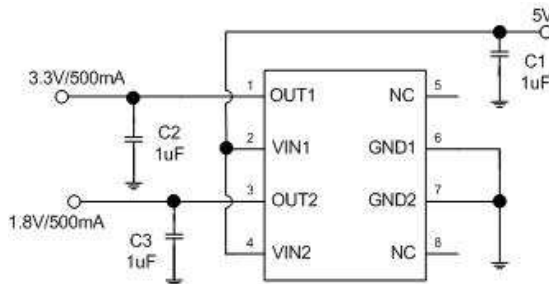 5V
C1
1uF
3.3V/500mA
1
OUT1
NC
5
C2
1uF
2
VIN1
GND1
6
3
OUT2
GND2
7
1.8V/500mA
C3
1uF
4
VIN2
NC
8